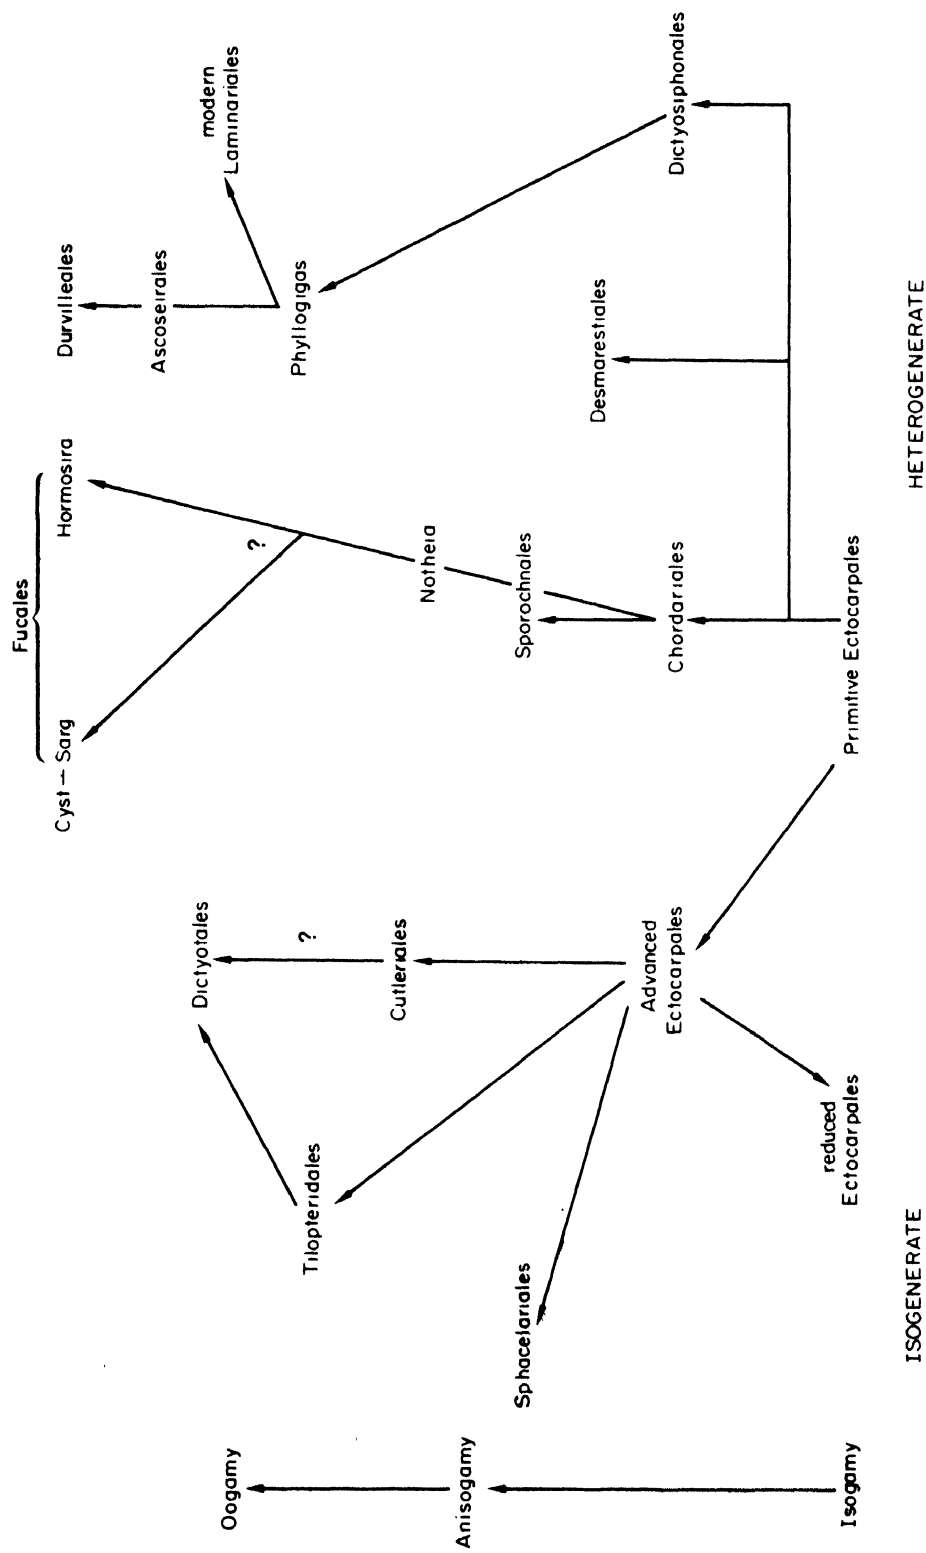 Fucales
Cyst – Sarg
Hormosira
Durvilleales
Ascoseirales
modern
Laminariales
Oogamy
Dictyotales
?
?
Tilopteridales
Phyllogigas
Cutleriales
Notheia
Anisogamy
Sphacelariales
Sporochnales
Desmarestiales
Advanced
Ectocarpales
Chordariales
Dictyosiphonales
Isogamy
reduced
Ectocarpales
Primitive Ectocarpales
ISOGENERATE
HETEROGENERATE